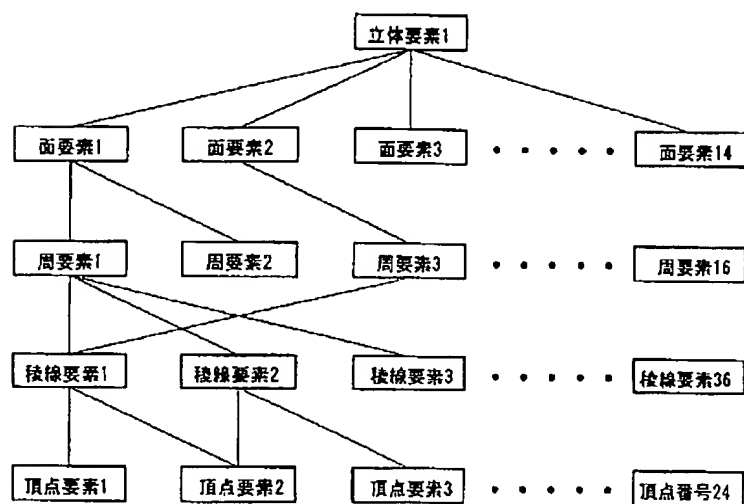 立体要素1
面要素1 面要素2 面要素3 ・・・・・ 面要素14
周要素1 周要素2 周要素3 ・・・・・ 周要素16
稜線要素1 稜線要素2 稜線要素3 ・・・・・ 稜線要素36
頂点要素1 頂点要素2 頂点要素3 ・・・・・ 頂点番号24